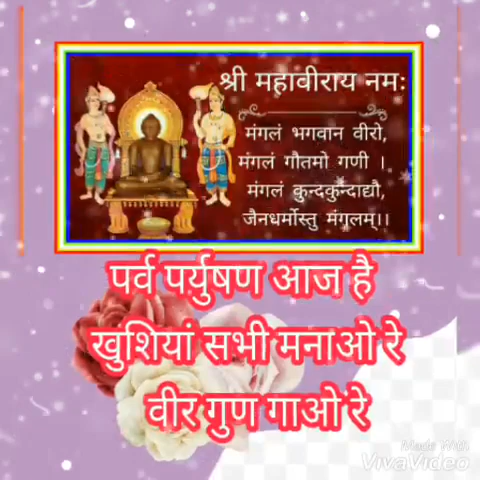 श्री महावीराय नमः
मंगलं भगवान वीरो,
मंगलं गौतमो गणी ।
मंगलं कुन्दकुन्दाद्यौ,
जैनधर्मोस्तु मंगलम्।।
पर्व पर्युषण आज है
खुशियां सभी मनाओ रे
वीर गुण गाओ रे
Made With
VivaVideo